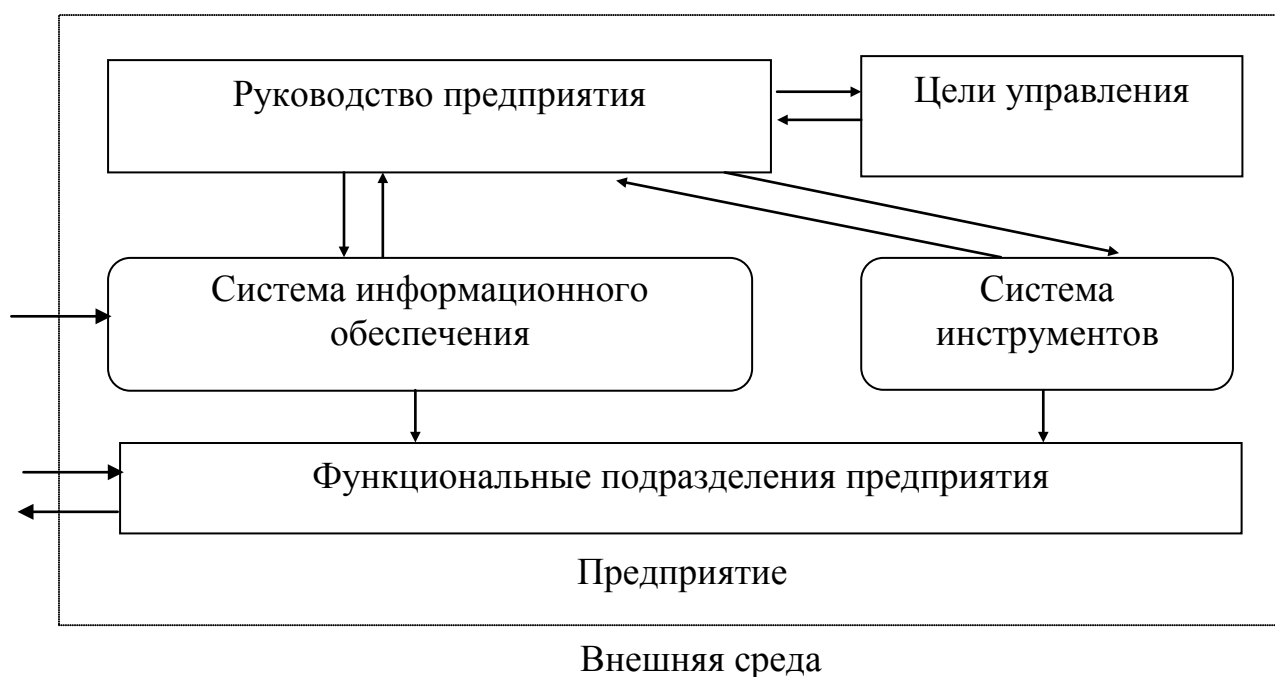 Руководство предприятия
Цели управления
Система информационного
обеспечения
Система
инструментов
Функциональные подразделения предприятия
Предприятие
Внешняя среда